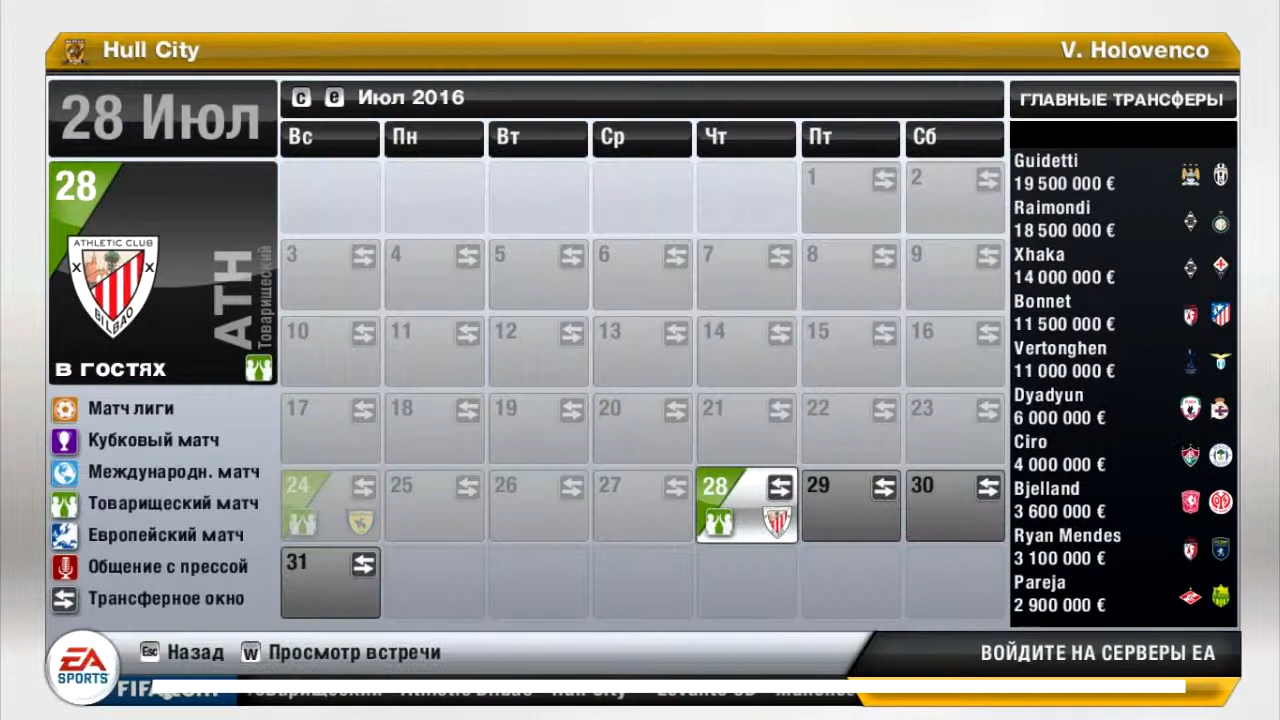 Hull City
V. Holovenco
28 Июл
c e Июл 2016
ГЛАВНЫЕ ТРАНСФЕРЫ
Вс Пн Вт Ср Чт Пт Сб
28
ATHLETIC CLUB
BILBAO
ATH
Товарищеский
в гостях
1 2
3 4 5 6 7 8 9
10 11 12 13 14 15 16
17 18 19 20 21 22 23
24 25 26 27 28 29 30
31
Guidetti
19 500 000 €
Raimondi
18 500 000 €
Xhaka
14 000 000 €
Bonnet
11 500 000 €
Vertonghen
11 000 000 €
Dyadyun
6 000 000 €
Ciro
4 000 000 €
Bjelland
3 600 000 €
Ryan Mendes
3 100 000 €
Pareja
2 900 000 €
Матч лиги
Кубковый матч
Международн. матч
Товарищеский матч
Европейский матч
Общение с прессой
Трансферное окно
EA
SPORTS
Esc Назад W Просмотр встречи
ВОЙДИТЕ НА СЕРВЕРЫ EA